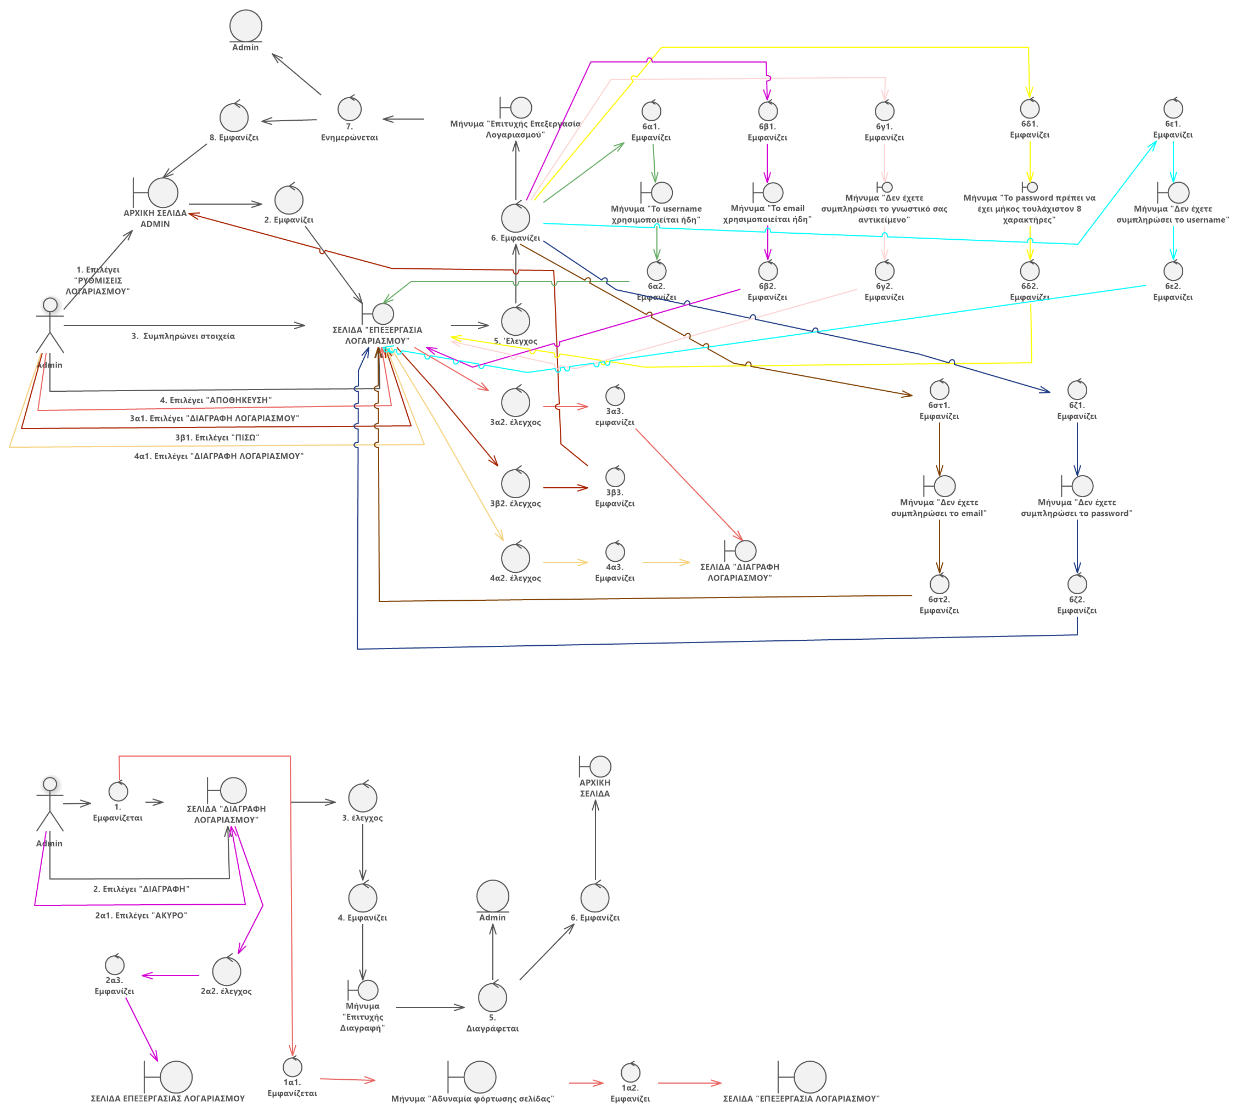 Admin
8. Εμφανίζει
7.
Ενημερώνεται
Μήνυμα "Επιτυχής Επεξεργασία
Λογαριασμού"
6α1.
Εμφανίζει
6β1.
Εμφανίζει
6γ1.
Εμφανίζει
6δ1.
Εμφανίζει
6ε1.
Εμφανίζει
ΑΡΧΙΚΗ ΣΕΛΙΔΑ
ADMIN
2. Εμφανίζει
6. Εμφανίζει
Μήνυμα "Το username
χρησιμοποιείται ήδη"
Μήνυμα "Το email
χρησιμοποιείται ήδη"
Μήνυμα "Δεν έχετε
συμπληρώσει το γνωστικό σας
αντικείμενο"
Μήνυμα "Το password πρέπει να
έχει μήκος τουλάχιστον 8
χαρακτήρες"
Μήνυμα "Δεν έχετε
συμπληρώσει το username"
1. Επιλέγει
"ΡΥΘΜΙΣΕΙΣ
ΛΟΓΑΡΙΑΣΜΟΥ"
6α2.
Εμφανίζει
6β2.
Εμφανίζει
6γ2.
Εμφανίζει
6δ2.
Εμφανίζει
6ε2.
Εμφανίζει
3. Συμπληρώνει στοιχεία
ΣΕΛΙΔΑ "ΕΠΕΞΕΡΓΑΣΙΑ
ΛΟΓΑΡΙΑΣΜΟΥ"
5. Έλεγχος
Admin
4. Επιλέγει "ΑΠΟΘΗΚΕΥΣΗ"
3α1. Επιλέγει "ΔΙΑΓΡΑΦΗ ΛΟΓΑΡΙΑΣΜΟΥ"
3β1. Επιλέγει "ΠΙΣΩ"
4α1. Επιλέγει "ΔΙΑΓΡΑΦΗ ΛΟΓΑΡΙΑΣΜΟΥ"
3α2. έλεγχος
3α3.
εμφανίζει
6στ1.
Εμφανίζει
6ζ1.
Εμφανίζει
3β2. έλεγχος
3β3.
Εμφανίζει
Μήνυμα "Δεν έχετε
συμπληρώσει το email"
Μήνυμα "Δεν έχετε
συμπληρώσει το password"
4α2. έλεγχος
4α3.
Εμφανίζει
ΣΕΛΙΔΑ "ΔΙΑΓΡΑΦΗ
ΛΟΓΑΡΙΑΣΜΟΥ"
6στ2.
Εμφανίζει
6ζ2.
Εμφανίζει
ΑΡΧΙΚΗ
ΣΕΛΙΔΑ
Admin
1.
Εμφανίζεται
ΣΕΛΙΔΑ "ΔΙΑΓΡΑΦΗ
ΛΟΓΑΡΙΑΣΜΟΥ"
3. έλεγχος
2. Επιλέγει "ΔΙΑΓΡΑΦΗ"
2α1. Επιλέγει "ΑΚΥΡΟ"
4. Εμφανίζει
Admin
6. Εμφανίζει
2α3.
Εμφανίζει
2α2. έλεγχος
Μήνυμα
"Επιτυχής
Διαγραφή"
5.
Διαγράφεται
ΣΕΛΙΔΑ ΕΠΕΞΕΡΓΑΣΙΑΣ ΛΟΓΑΡΙΑΣΜΟΥ
1α1.
Εμφανίζεται
Μήνυμα "Αδυναμία φόρτωσης σελίδας"
1α2.
Εμφανίζει
ΣΕΛΙΔΑ "ΕΠΕΞΕΡΓΑΣΙΑ ΛΟΓΑΡΙΑΣΜΟΥ"